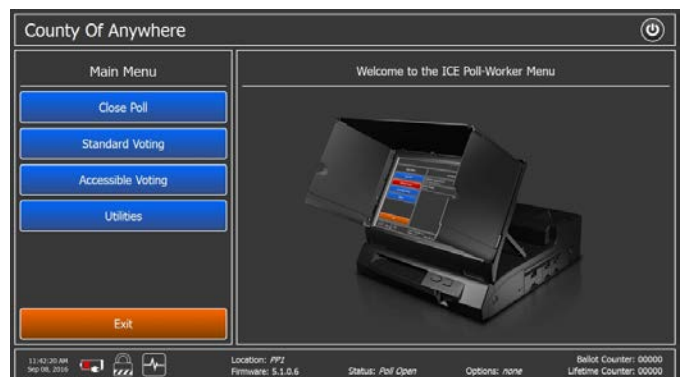 County Of Anywhere
Main Menu
Welcome to the ICE Poll-Worker Menu
Close Poll
Standard Voting
Accessible Voting
Utilities
Exit
11:42:20 AM
Sep 08, 2016
Location: PP1
Firmware: 5.1.0.6
Status: Poll Open
Options: none
Ballot Counter: 00000
Lifetime Counter: 00000